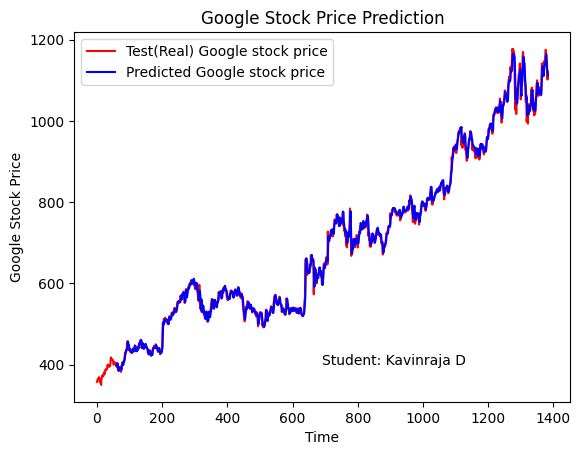 Google Stock Price Prediction
Test(Real) Google stock price
Predicted Google stock price
Google Stock Price
1200
1000
800
600
400
Student: Kavinraja D
0 200 400 600 800 1000 1200 1400
Time